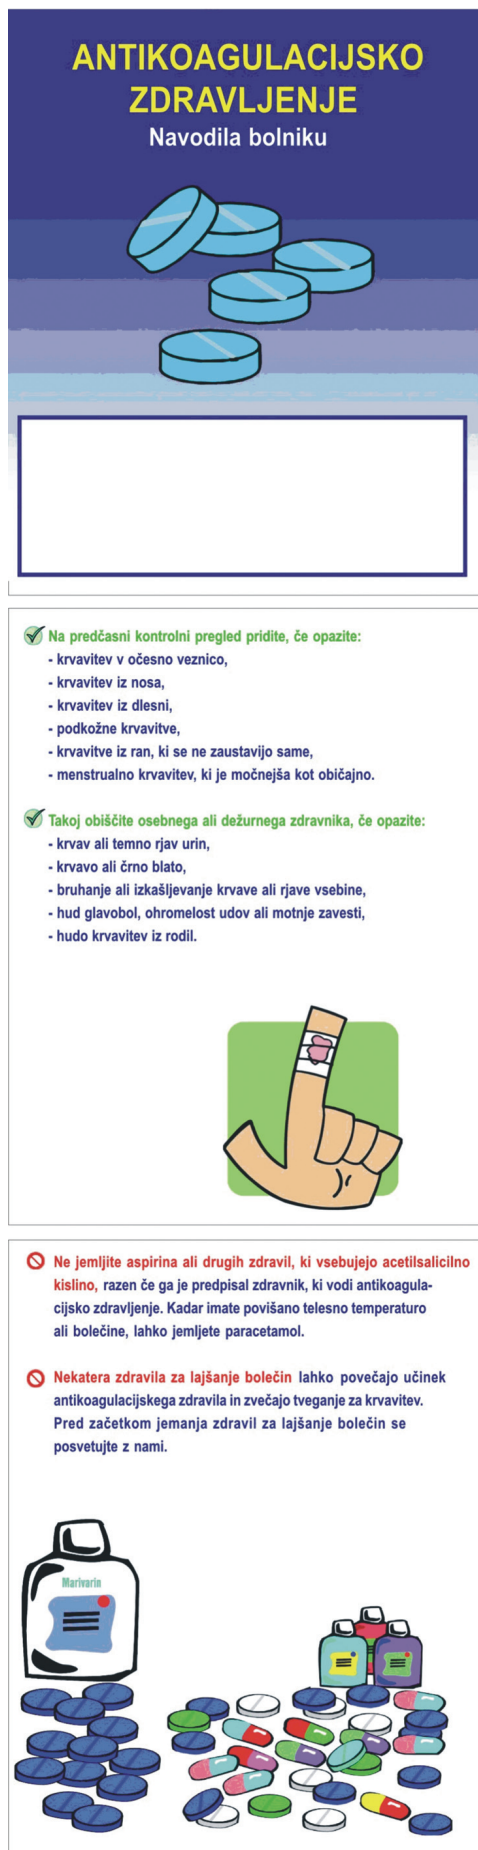 ANTIKOAGULACIJSKO
ZDRAVLJENJE
Navodila bolniku
Na predčasni kontrolni pregled pridite, če opazite:
- krvavitev v očesno veznico,
- krvavitev iz nosa,
- krvavitev iz dlesni,
- podkožne krvavitve,
- krvavitve iz ran, ki se ne zaustavijo same,
- menstrualno krvavitev, ki je močnejša kot običajno.
Takoj obiščite osebnega ali dežurnega zdravnika, če opazite:
- krvav ali temno rjav urin,
- krvavo ali črno blato,
- bruhanje ali izkašljevanje krvave ali rjave vsebine,
- hud glavobol, ohromelost udov ali motnje zavesti,
- hudo krvavitev iz rodil.
Ne jemljite aspirina ali drugih zdravil, ki vsebujejo acetilsalicilno
kislino, razen če ga je predpisal zdravnik, ki vodi antikoagula-
cijsko zdravljenje. Kadar imate povišano telesno temperaturo
ali bolečine, lahko jemljete paracetamol.
Nekatera zdravila za lajšanje bolečin lahko povečajo učinek
antikoagulacijskega zdravila in zvečajo tveganje za krvavitev.
Pred začetkom jemanja zdravil za lajšanje bolečin se
posvetujte z nami.
Marivarin